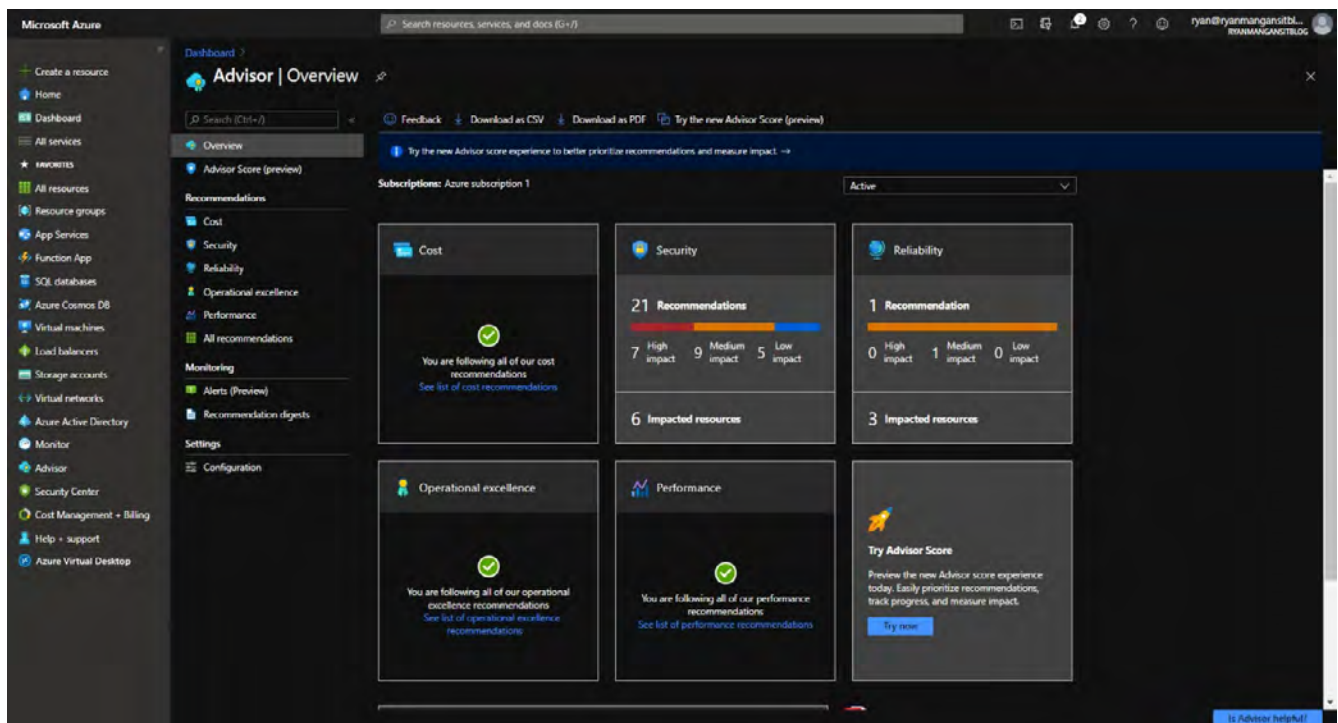 Microsoft Azure
Search resources, services, and docs (G+/)
ryan@ryanmangansitbl...
RYANMANGANSITBLOG
Create a resource
Home
Dashboard
All services
FAVORITES
All resources
Resource groups
App Services
Function App
SQL databases
Azure Cosmos DB
Virtual machines
Load balancers
Storage accounts
Virtual networks
Azure Active Directory
Monitor
Advisor
Security Center
Cost Management + Billing
Help + support
Azure Virtual Desktop
Dashboard >
Advisor | Overview
Search (Ctrl+/)
Overview
Advisor Score (preview)
Recommendations
Cost
Security
Reliability
Operational excellence
Performance
All recommendations
Monitoring
Alerts (Preview)
Recommendation digests
Settings
Configuration
Feedback Download as CSV Download as PDF Try the new Advisor Score (preview)
Try the new Advisor score experience to better prioritize recommendations and measure impact. →
Subscriptions: Azure subscription 1
Active
Cost
You are following all of our cost
recommendations
See list of cost recommendations
Security
21 Recommendations
7 High impact 9 Medium impact 5 Low impact
6 Impacted resources
Reliability
1 Recommendation
0 High impact 1 Medium impact 0 Low impact
3 Impacted resources
Operational excellence
You are following all of our operational
excellence recommendations
See list of operational excellence
recommendations
Performance
You are following all of our performance
recommendations
See list of performance recommendations
Try Advisor Score
Preview the new Advisor score experience
today. Easily prioritize recommendations,
track progress, and measure impact.
Try now
Is Advisor helpful?